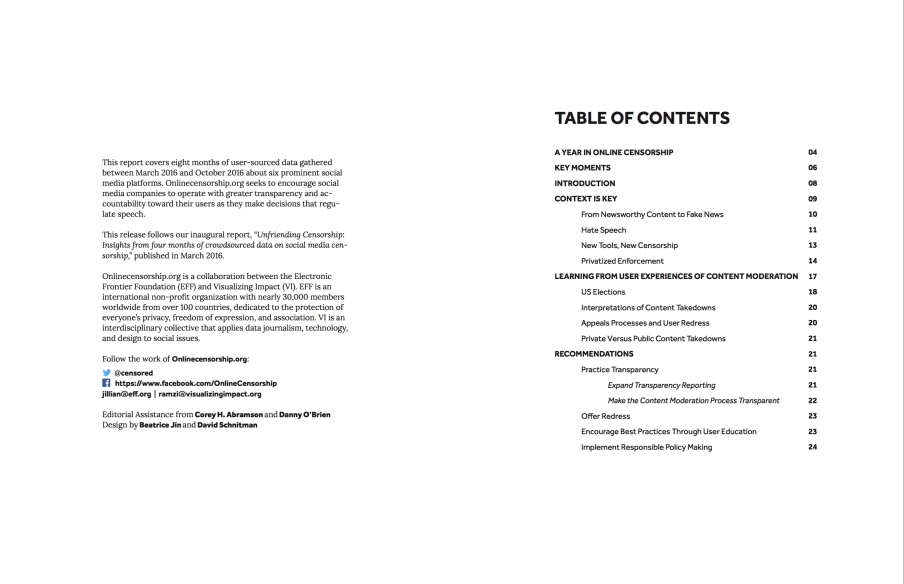 This report covers eight months of user-sourced data gathered
between March 2016 and October 2016 about six prominent social
media platforms. Onlinecensorship.org seeks to encourage social
media companies to operate with greater transparency and ac-
countability toward their users as they make decisions that regu-
late speech.
This release follows our inaugural report, “Unfriending Censorship:
Insights from four months of crowdsourced data on social media cen-
sorship,” published in March 2016.
Onlinecensorship.org is a collaboration between the Electronic
Frontier Foundation (EFF) and Visualizing Impact (VI). EFF is an
international non-profit organization with nearly 30,000 members
worldwide from over 100 countries, dedicated to the protection of
everyone’s privacy, freedom of expression, and association. VI is an
interdisciplinary collective that applies data journalism, technology,
and design to social issues.
Follow the work of Onlinecensorship.org:
@censored
https://www.facebook.com/OnlineCensorship
jillian@eff.org | ramzi@visualizingimpact.org
Editorial Assistance from Corey H. Abramson and Danny O’Brien
Design by Beatrice Jin and David Schnitman
TABLE OF CONTENTS
A YEAR IN ONLINE CENSORSHIP 04
KEY MOMENTS 06
INTRODUCTION 08
CONTEXT IS KEY 09
From Newsworthy Content to Fake News 10
Hate Speech 11
New Tools, New Censorship 13
Privatized Enforcement 14
LEARNING FROM USER EXPERIENCES OF CONTENT MODERATION 17
US Elections 18
Interpretations of Content Takedowns 20
Appeals Processes and User Redress 20
Private Versus Public Content Takedowns 21
RECOMMENDATIONS 21
Practice Transparency 21
Expand Transparency Reporting 21
Make the Content Moderation Process Transparent 22
Offer Redress 23
Encourage Best Practices Through User Education 23
Implement Responsible Policy Making 24